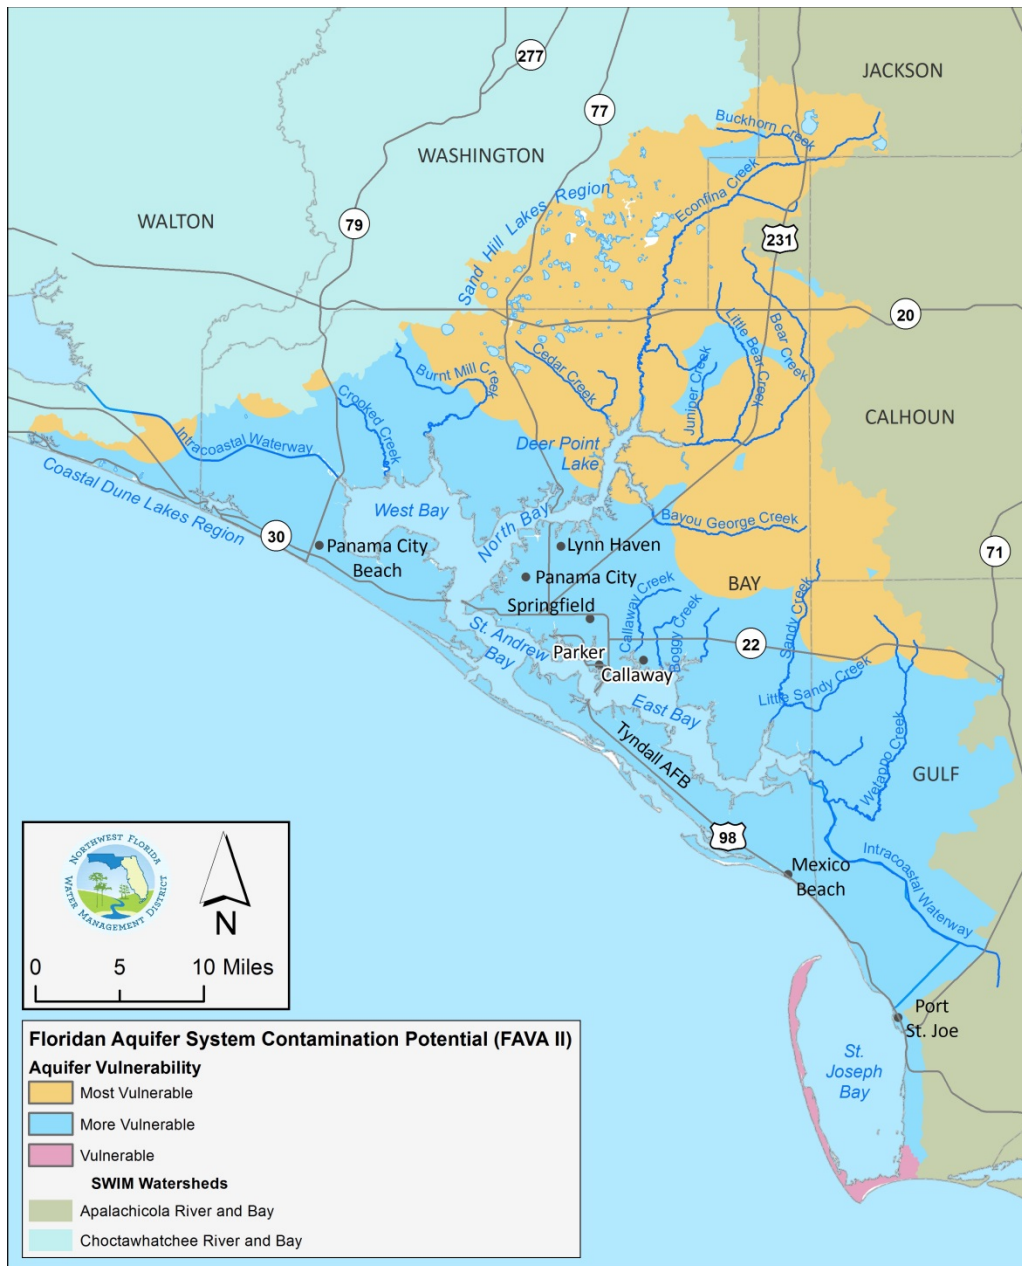 JACKSON
277
77
Buckhorn Creek
WASHINGTON
Econfina Creek
Sand Hill Lakes Region
WALTON
79
231
20
Bear Creek
Little Bear Creek
Cedar Creek
Juniper Creek
Burnt Mill Creek
Crooked Creek
CALHOUN
Intracoastal Waterway
Deer Point
Lake
Coastal Dune Lakes Region
West Bay
North Bay
Bayou George Creek
30
Panama City
Beach
Lynn Haven
71
Panama City
BAY
Springfield
Callaway Creek
Boggy Creek
Sandy Creek
St. Andrew
Bay
22
Parker
Callaway
Little Sandy Creek
East Bay
Tyndall AFB
Wetappo Creek
GULF
98
Mexico
Beach
Intracoastal Waterway
Port
St. Joe
St.
Joseph
Bay
NORTHWEST FLORIDA
WATER MANAGEMENT DISTRICT
N
0 5 10 Miles
Floridan Aquifer System Contamination Potential (FAVA II)
Aquifer Vulnerability
Most Vulnerable
More Vulnerable
Vulnerable
SWIM Watersheds
Apalachicola River and Bay
Choctawhatchee River and Bay